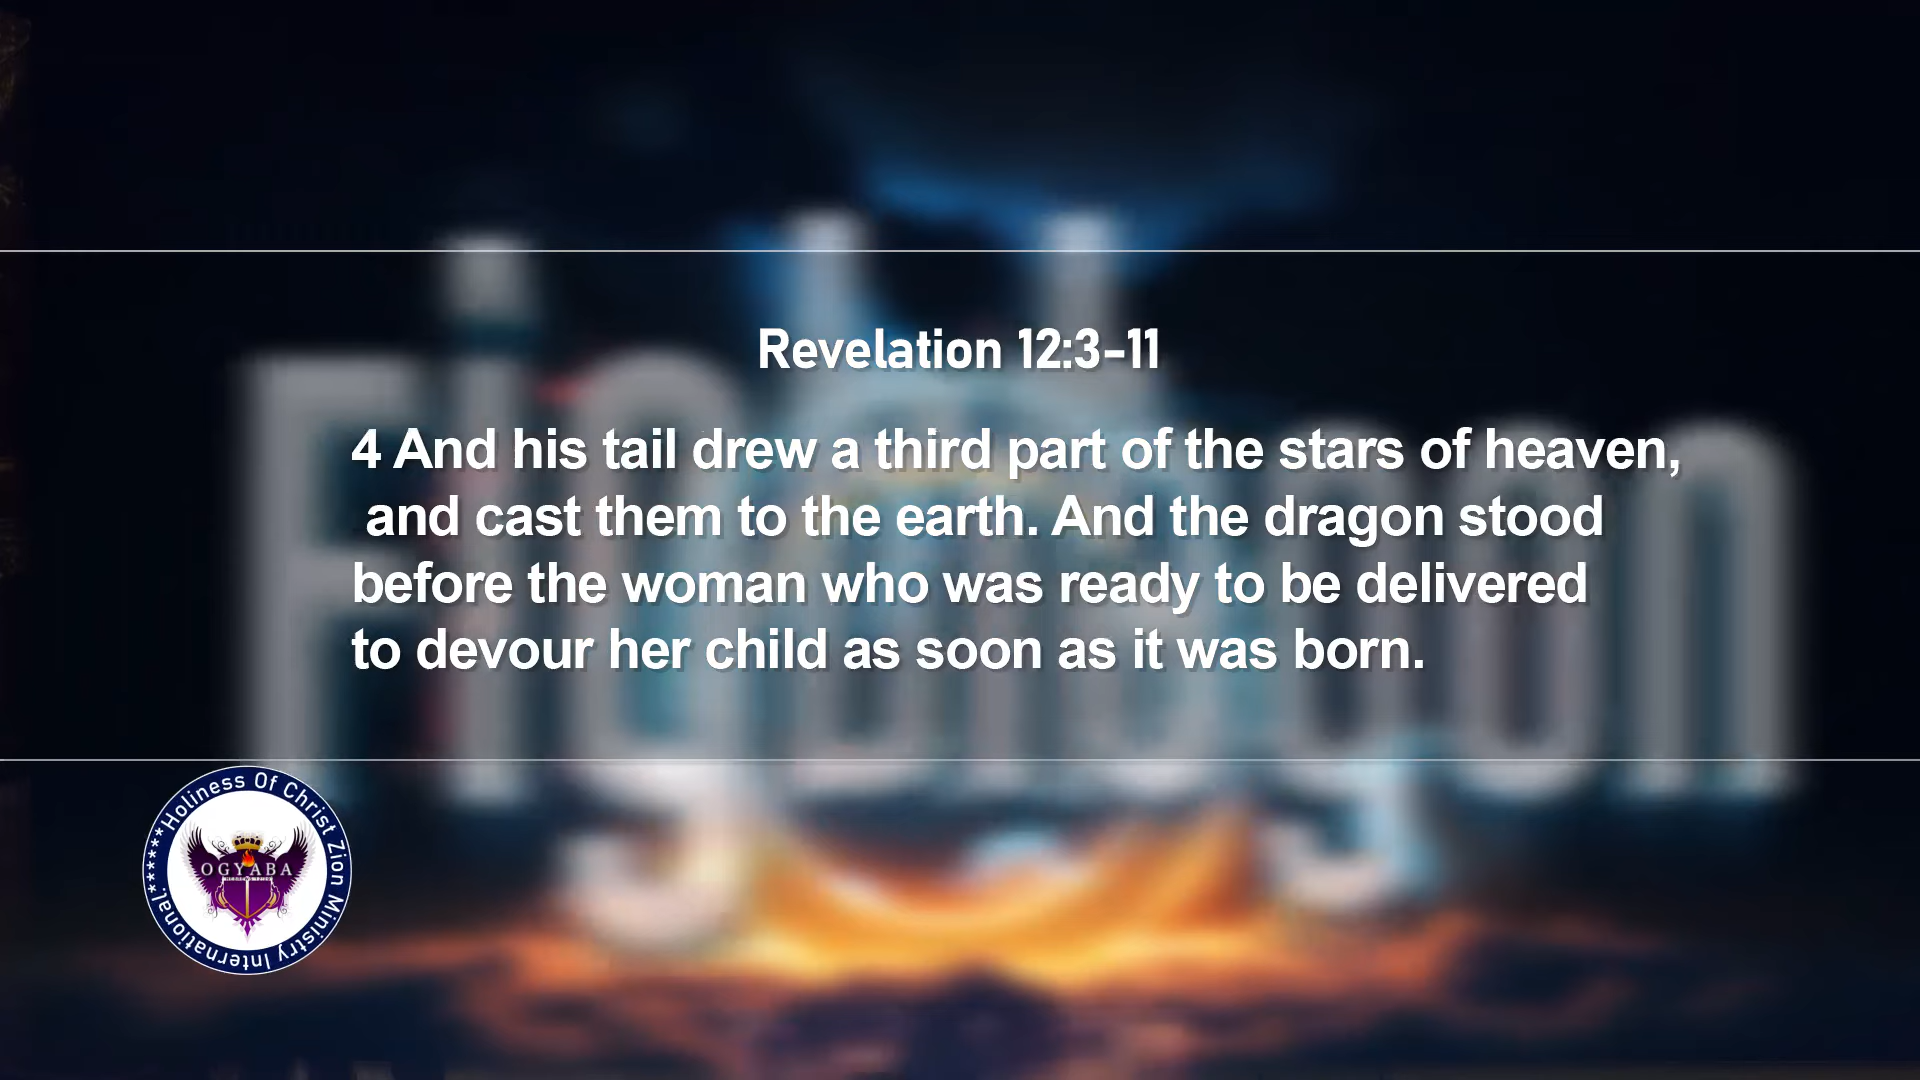 Revelation 12:3-11
4 And his tail drew a third part of the stars of heaven,
and cast them to the earth. And the dragon stood
before the woman who was ready to be delivered
to devour her child as soon as it was born.
*****Holiness Of Christ Zion Ministry International.*****
OGYABA